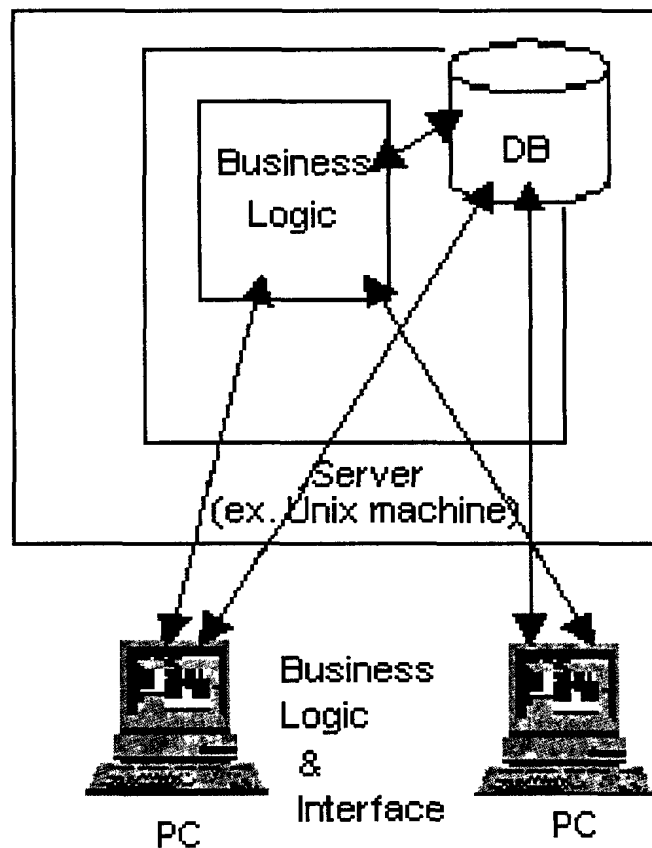 DB
Business
Logic
Server
(ex. Unix machine)
Business
Logic
&
Interface
PC
PC